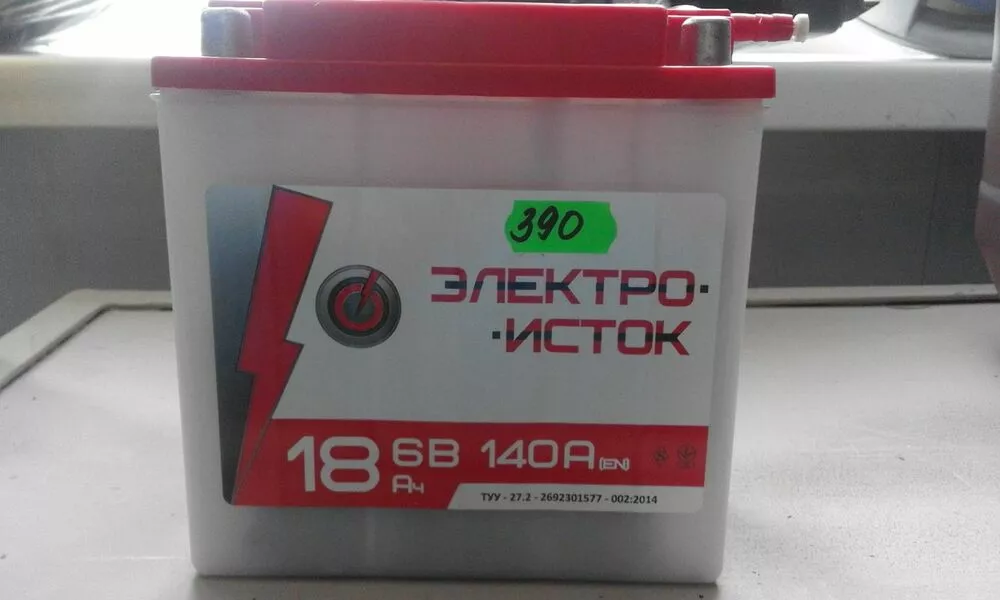 390
ЭЛЕКТРО·
·ИСТОК
18 Ач 6В 140А (EN)
ТУУ - 27.2 - 2692301577 - 002:2014